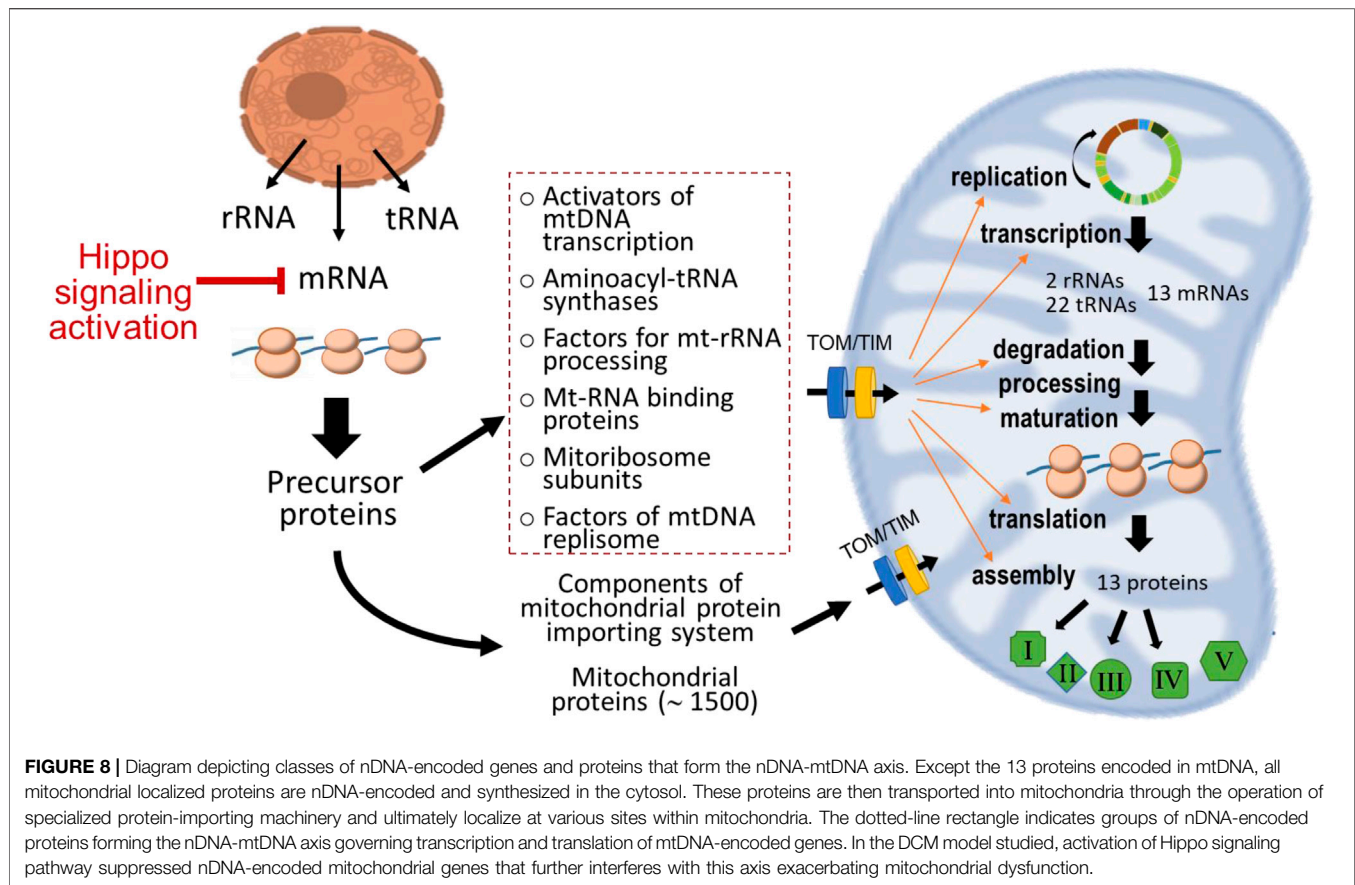 rRNA
tRNA
Hippo
signaling
activation
mRNA
Precursor
proteins
○ Activators of
mtDNA
transcription
○ Aminoacyl-tRNA
synthases
○ Factors for mt-rRNA
processing
○ Mt-RNA binding
proteins
○ Mitoribosome
subunits
○ Factors of mtDNA
replisome
Components of
mitochondrial protein
importing system
Mitochondrial
proteins (~ 1500)
TOM/TIM
TOM/TIM
replication
transcription
2 rRNAs
22 tRNAs
13 mRNAs
degradation
processing
maturation
translation
assembly
13 proteins
I
II
III
IV
V
FIGURE 8 | Diagram depicting classes of nDNA-encoded genes and proteins that form the nDNA-mtDNA axis. Except the 13 proteins encoded in mtDNA, all
mitochondrial localized proteins are nDNA-encoded and synthesized in the cytosol. These proteins are then transported into mitochondria through the operation of
specialized protein-importing machinery and ultimately localize at various sites within mitochondria. The dotted-line rectangle indicates groups of nDNA-encoded
proteins forming the nDNA-mtDNA axis governing transcription and translation of mtDNA-encoded genes. In the DCM model studied, activation of Hippo signaling
pathway suppressed nDNA-encoded mitochondrial genes that further interferes with this axis exacerbating mitochondrial dysfunction.